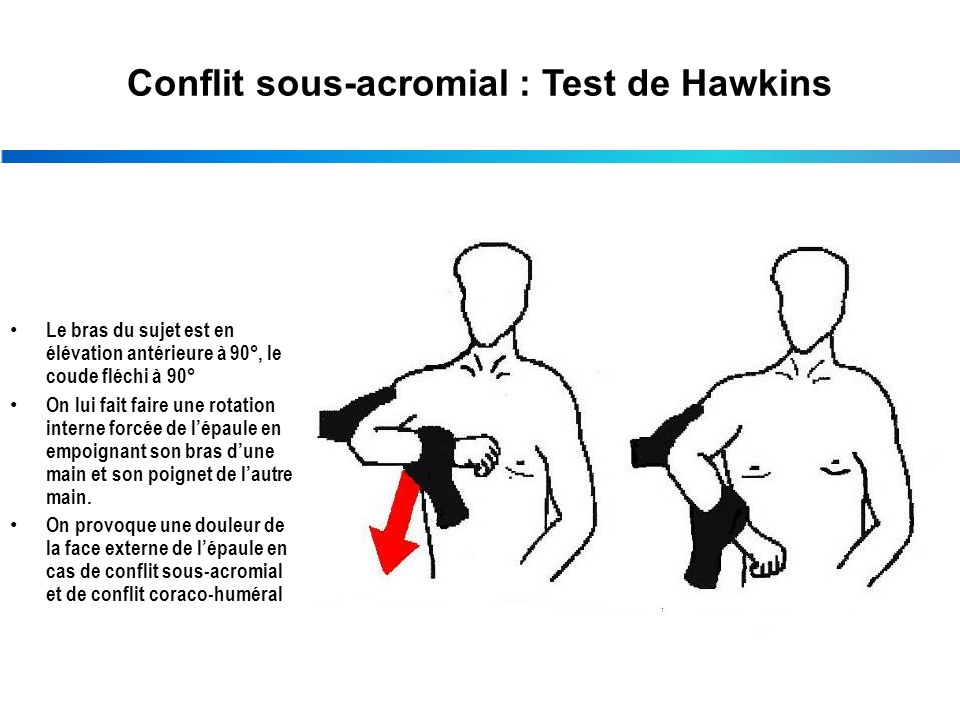 Conflit sous-acromial : Test de Hawkins
• Le bras du sujet est en
élévation antérieure à 90°, le
coude fléchi à 90°
• On lui fait faire une rotation
interne forcée de l’épaule en
empoignant son bras d’une
main et son poignet de l’autre
main.
• On provoque une douleur de
la face externe de l’épaule en
cas de conflit sous-acromial
et de conflit coraco-huméral